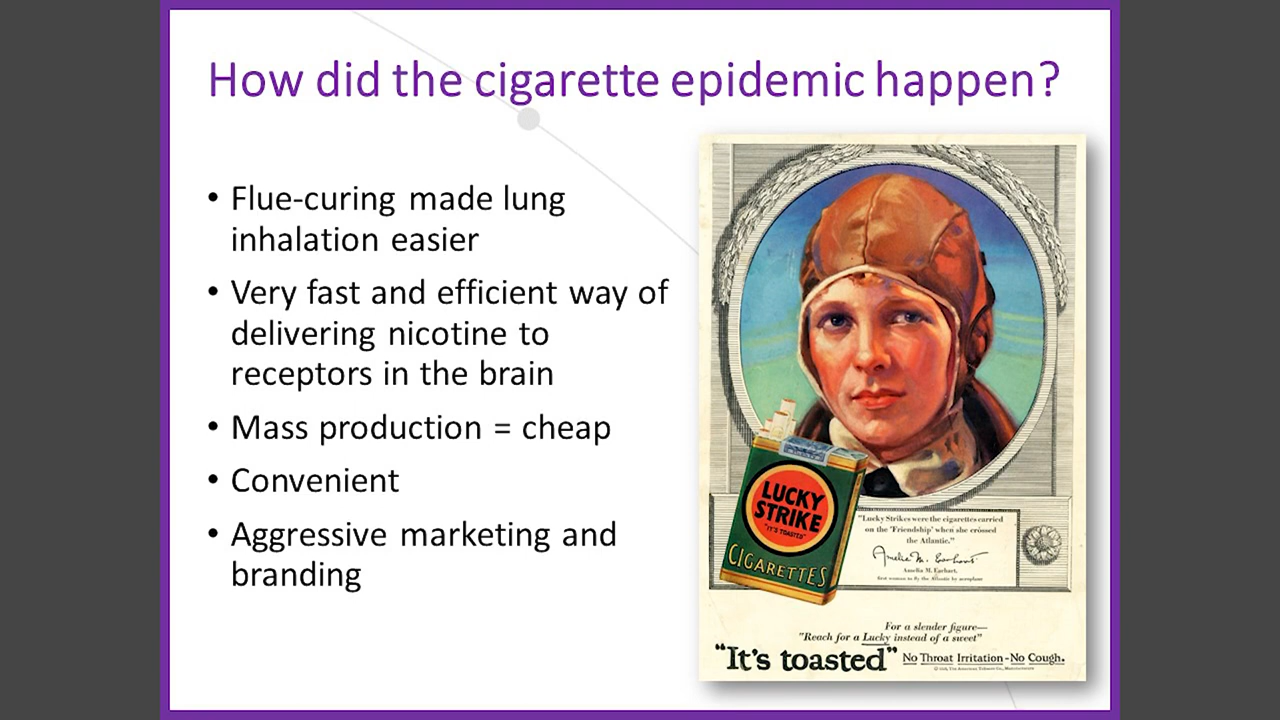 How did the cigarette epidemic happen?
• Flue-curing made lung
inhalation easier
• Very fast and efficient way of
delivering nicotine to
receptors in the brain
• Mass production = cheap
• Convenient
• Aggressive marketing and
branding
LUCKY
STRIKE
"IT'S TOASTED"
CIGARETTES
"Lucky Strikes were the cigarettes carried
on the 'Friendship' when she crossed
the Atlantic."
Amelia M. Earhart
Amelia M. Earhart,
first woman to fly the Atlantic by aeroplane
For a slender figure—
"Reach for a Lucky instead of a sweet"
"It's toasted"
No Throat Irritation-No Cough.